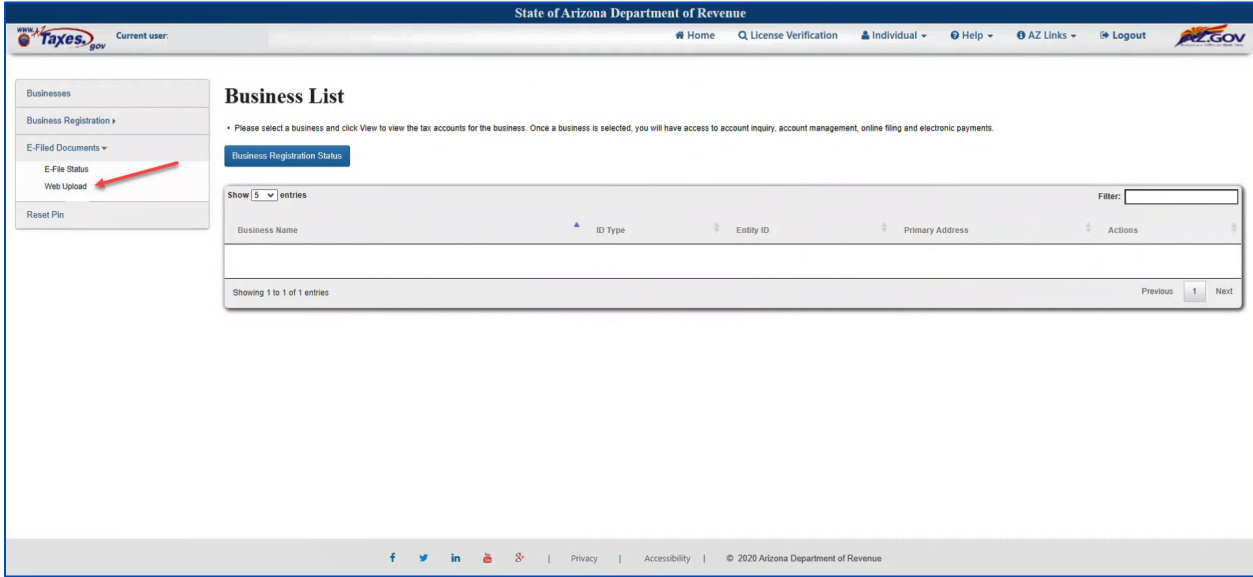 State of Arizona Department of Revenue
www.AZTaxes.gov
Current user:
Home
License Verification
Individual
Help
AZ Links
Logout
AZ.GOV
Businesses
Business Registration
E-Filed Documents
E-File Status
Web Upload
Reset Pin
Business List
• Please select a business and click View to view the tax accounts for the business. Once a business is selected, you will have access to account inquiry, account management, online filing and electronic payments.
Business Registration Status
Show 5 entries
Filter:
Business Name ID Type Entity ID Primary Address Actions
Showing 1 to 1 of 1 entries
Previous 1 Next
Privacy | Accessibility | © 2020 Arizona Department of Revenue